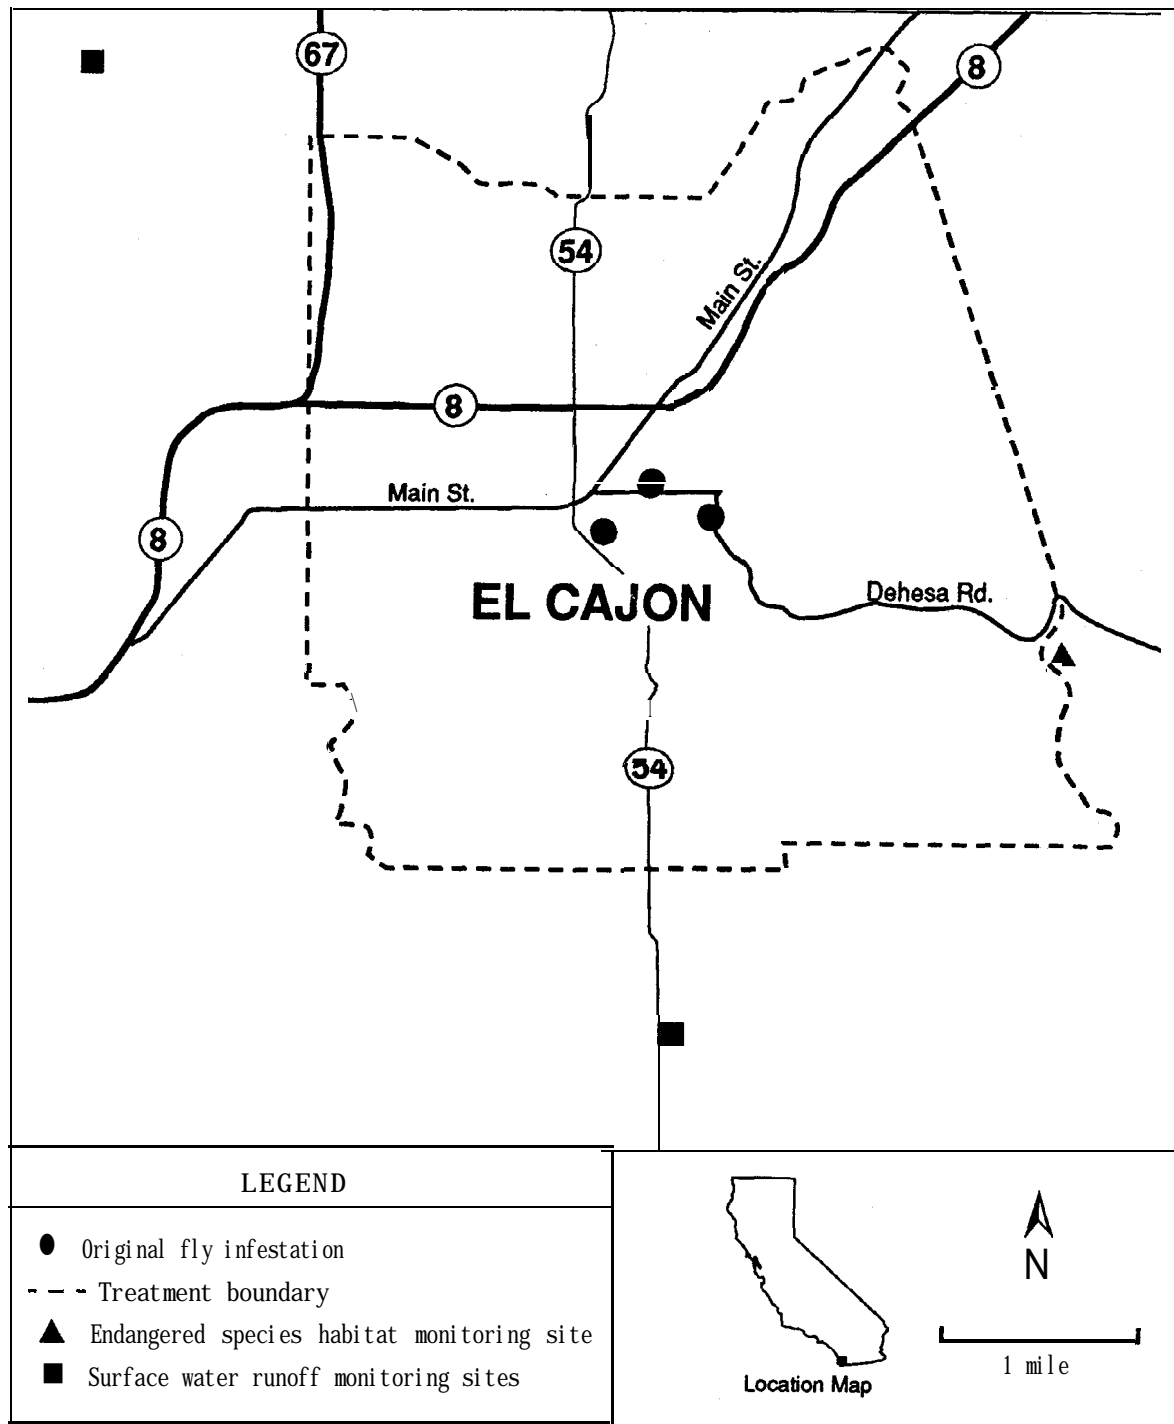 67
8
54
Main St.
8
Main St.
8
Dehesa Rd.
EL CAJON
54
LEGEND
Original fly infestation
Treatment boundary
Endangered species habitat monitoring site
Surface water runoff monitoring sites
Location Map
N
1 mile